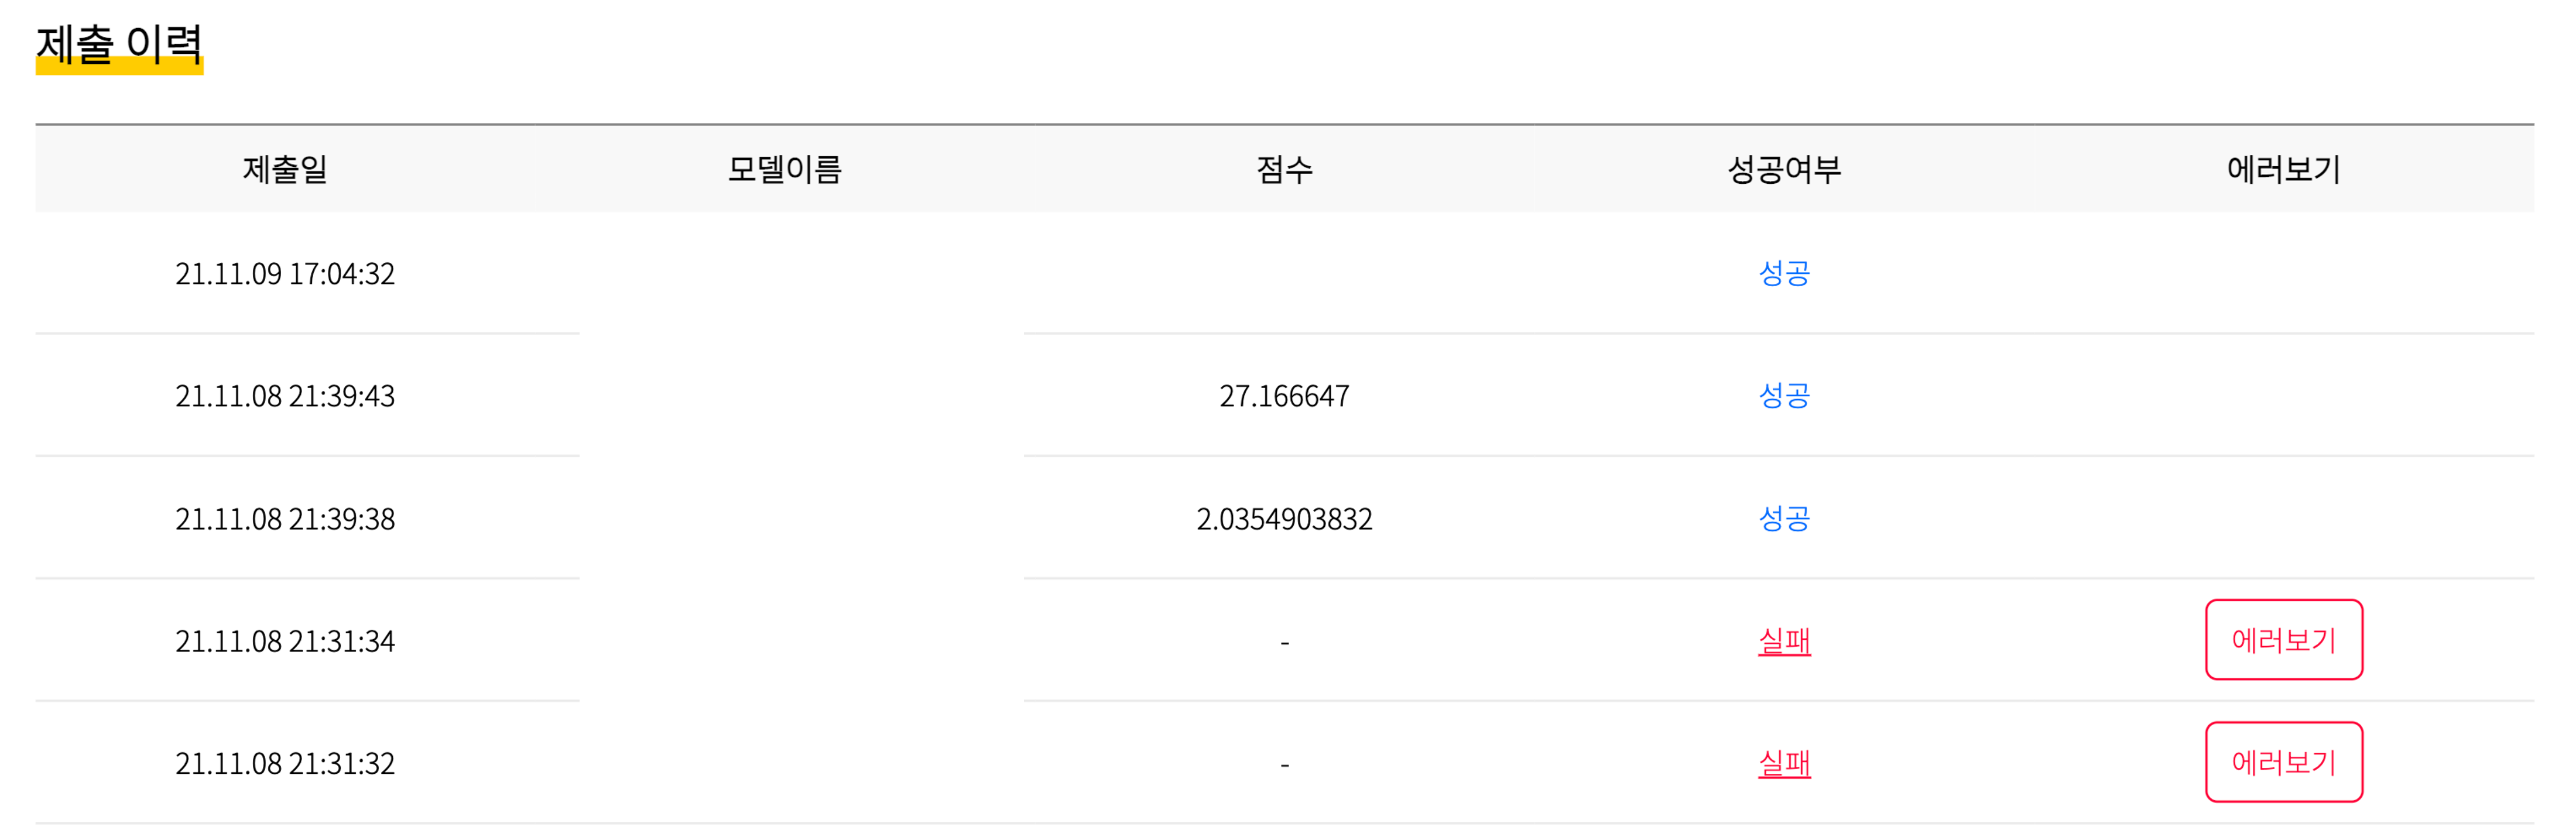 제출 이력
제출일 모델이름 점수 성공여부 에러보기
21.11.09 17:04:32 성공
21.11.08 21:39:43 27.166647 성공
21.11.08 21:39:38 2.0354903832 성공
21.11.08 21:31:34 - 실패 에러보기
21.11.08 21:31:32 - 실패 에러보기